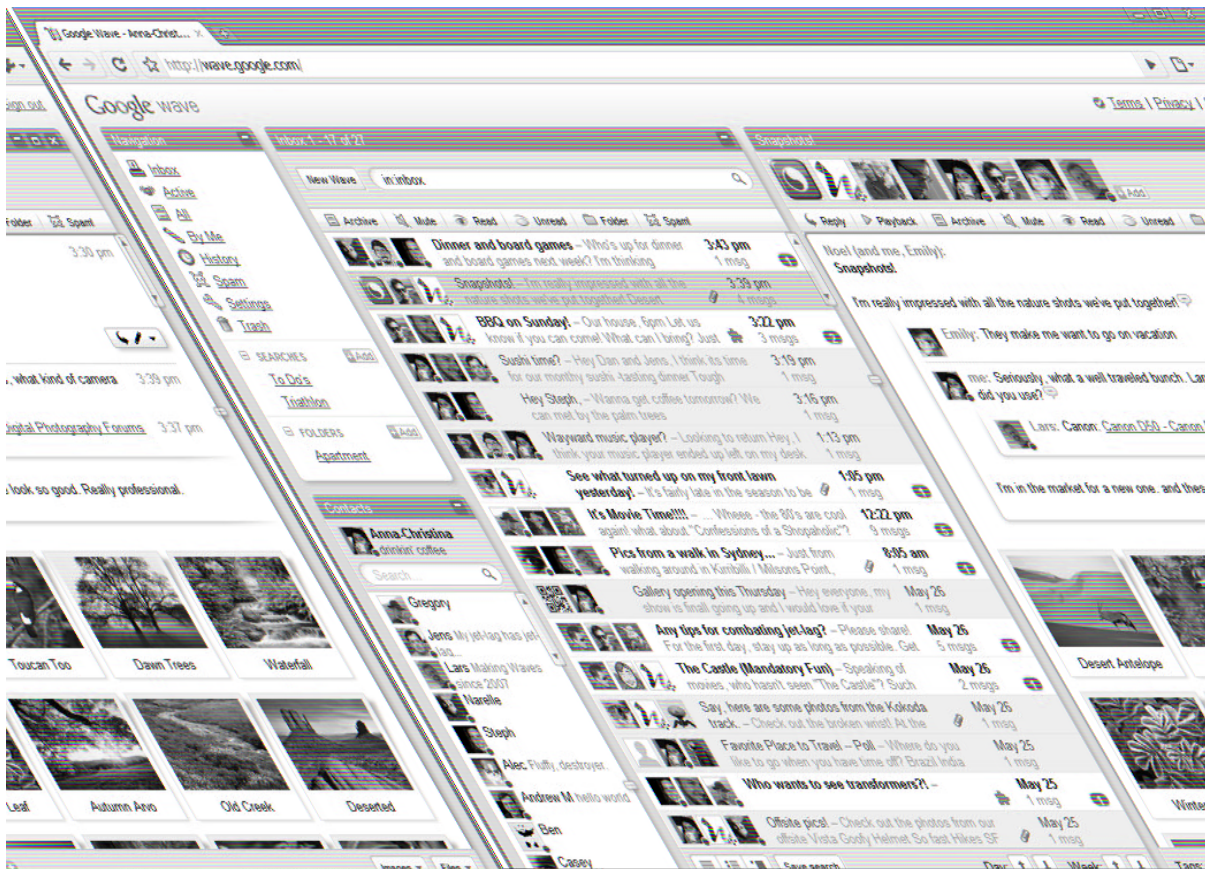 Google Wave - Anna-Christ...
http://wave.google.com/
Google wave
Terms | Privacy |
sign out
Navigation
Inbox
Active
All
By Me
History
Spam
Settings
Trash
SEARCHES
Add
To Do's
Triathlon
FOLDERS
Add
Apartment
Contacts
Anna-Christina
drinkin' coffee
Search...
Gregory
Jens My jet-lag has jet-
lag...
Lars Making Waves
since 2007
Narelle
Steph
Alec Fluffy, destroyer.
Andrew M hello world
Ben
Casey
Inbox 1 - 17 of 27
New Wave
in:inbox
Archive Mute Read Unread Folder Spam
Dinner and board games – Who's up for dinner 3:43 pm
and board games next week? I'm thinking 1 msg
Snapshots! – I'm really impressed with all the 3:39 pm
nature shots we've put together! Desert 4 msgs
BBQ on Sunday! – Our house, 6pm Let us 3:22 pm
know if you can come! What can I bring? Just 3 msgs
Sushi time? – Hey Dan and Jens, I think its time 3:19 pm
for our monthy sushi -tasting dinner Tough 1 msg
Hey Steph, – Wanna get coffee tomorrow? We 3:16 pm
can met by the palm trees 1 msg
Wayward music player? – Looking to return Hey, I 1:13 pm
think your music player ended up left on my desk 1 msg
See what turned up on my front lawn 1:05 pm
yesterday! – It's fairly late in the season to be 1 msg
It's Movie Time!!!! – ... Wheee - the 80's are cool 12:22 pm
again! what about "Confessions of a Shopaholic"? 9 msgs
Pics from a walk in Sydney... – Just from 8:05 am
walking around in Kirribilli / Milsons Point, 1 msg
Gallery opening this Thursday – Hey everyone, my May 26
show is finall going up and I would love if your 1 msg
Any tips for combating jet-lag? – Please share! May 26
For the first day, stay up as long as possible. Get 5 msgs
The Castle (Mandatory Fun) – Speaking of May 26
movies, who hasn't seen "The Castle"? Such 2 msgs
Say, here are some photos from the Kokoda May 26
track. – Check out the broken wrist! At the 1 msg
Favorite Place to Travel – Poll – Where do you May 25
like to go when you have time off? Brazil India 1 msg
Who wants to see transformers?! – May 25
1 msg
Offsite pics! – Check out the photos from our May 25
offsite Vista Goofy Helmet So fast Hikes SF 1 msg
Save search
Day: Week:
Snapshots!
Add
Reply Playback Archive Mute Read Unread
Noel (and me, Emily):
Snapshots!
I'm really impressed with all the nature shots we've put together!
Emily: They make me want to go on vacation
me: Seriously, what a well traveled bunch.
did you use?
Lars: Canon: Canon D50 -
I'm in the market for a new one. and
Desert Antelope
Tags:
Folder Spam
3:30 pm
, what kind of camera 3:39 pm
Digital Photography Forums 3:37 pm
look so good. Really professional.
Toucan Too
Dawn Trees
Waterfall
Leaf
Autumn Arvo
Old Creek
Deserted
Images
Files